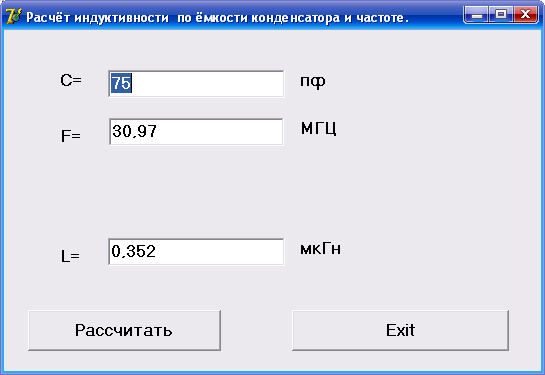 Расчёт индуктивности по ёмкости конденсатора и частоте.
C= 75 пф
F= 30,97 МГЦ
L= 0,352 мкГн
Рассчитать Exit